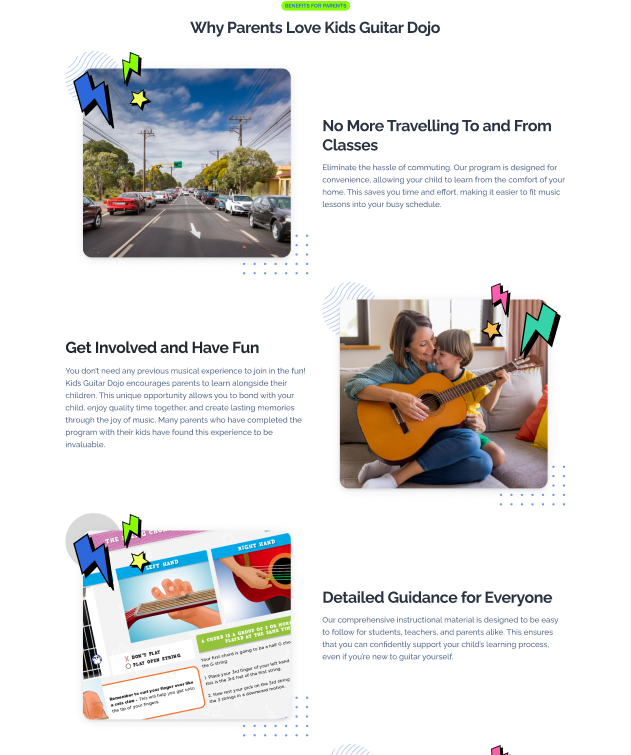 BENEFITS FOR PARENTS
Why Parents Love Kids Guitar Dojo
No More Travelling To and From
Classes
Eliminate the hassle of commuting. Our program is designed for
convenience, allowing your child to learn from the comfort of your
home. This saves you time and effort, making it easier to fit music
lessons into your busy schedule.
Get Involved and Have Fun
You don't need any previous musical experience to join in the fun!
Kids Guitar Dojo encourages parents to learn alongside their
children. This unique opportunity allows you to bond with your
child, enjoy quality time together, and create lasting memories
through the joy of music. Many parents who have completed the
program with their kids have found this experience to be
invaluable.
THE
LEFT HAND
RIGHT HAND
A CHORD IS A GROUP OF 3 OR MORE
PLAYED AT THE SAME TIM
X DON'T PLAY
O PLAY OPEN STRING
Your first chord is going to be a half G cho
the G string.
1. Place your 3rd finger of your left hand
this is the 3rd fret of the first string.
2. Now rest your pick on the 3rd string
the 3 strings in a downward motion.
Remember to curl your finger over like
a cats claw - This will help you get onto
the tip of your fingers.
Detailed Guidance for Everyone
Our comprehensive instructional material is designed to be easy
to follow for students, teachers, and parents alike. This ensures
that you can confidently support your child's learning process,
even if you're new to guitar yourself.